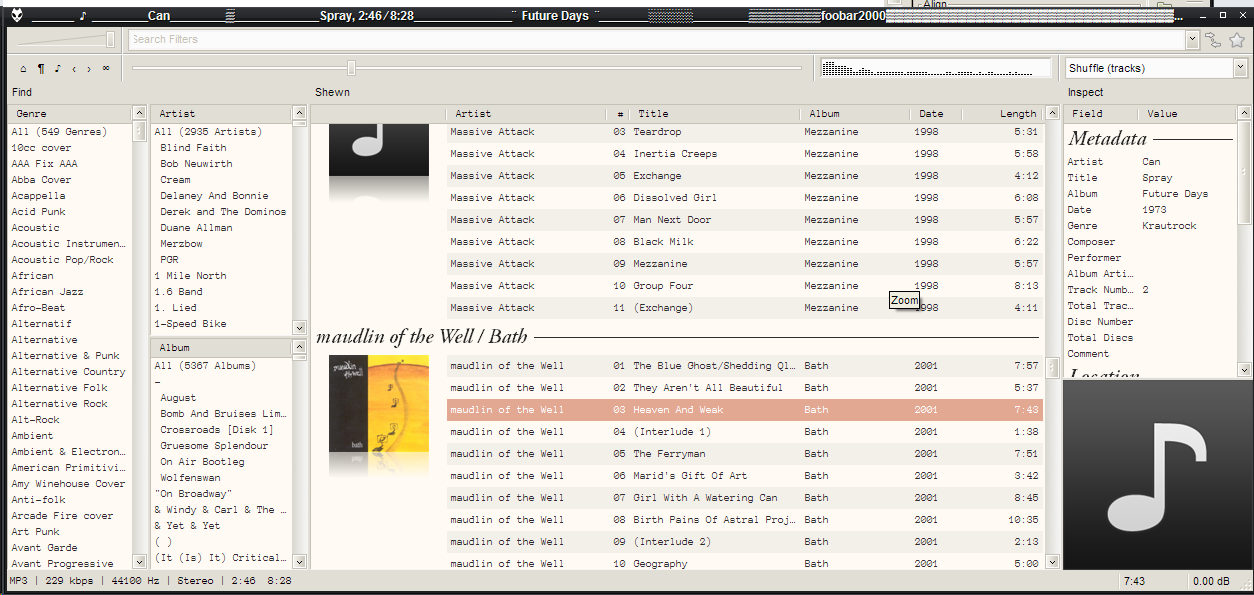 Align
♪ Can Spray, 2:46/8:28 ¨ Future Days ¨ foobar2000 ...
Search Filters
⌂ ¶ ♪ ‹ › ∞
Shuffle (tracks)
Find
Shewn
Inspect
Genre
All (549 Genres)
10cc cover
AAA Fix AAA
Abba Cover
Acappella
Acid Punk
Acoustic
Acoustic Instrumen…
Acoustic Pop/Rock
African
African Jazz
Afro-Beat
Alternatif
Alternative
Alternative & Punk
Alternative Country
Alternative Folk
Alternative Rock
Alt-Rock
Ambient
Ambient & Electron…
American Primitivi…
Amy Winehouse Cover
Anti-folk
Arcade Fire cover
Art Punk
Avant Garde
Avant Progressive
Artist
All (2935 Artists)
Blind Faith
Bob Neuwirth
Cream
Delaney And Bonnie
Derek and The Dominos
Duane Allman
Merzbow
PGR
1 Mile North
1.6 Band
1. Lied
1-Speed Bike
Album
All (5367 Albums)
–
August
Bomb And Bruises Lim…
Crossroads [Disk 1]
Gruesome Splendour
On Air Bootleg
Wolfenswan
"On Broadway"
& Windy & Carl & The …
& Yet & Yet
( )
(It (Is) It) Critical…
Artist # Title Album Date Length
Massive Attack 03 Teardrop Mezzanine 1998 5:31
Massive Attack 04 Inertia Creeps Mezzanine 1998 5:58
Massive Attack 05 Exchange Mezzanine 1998 4:12
Massive Attack 06 Dissolved Girl Mezzanine 1998 6:08
Massive Attack 07 Man Next Door Mezzanine 1998 5:57
Massive Attack 08 Black Milk Mezzanine 1998 6:22
Massive Attack 09 Mezzanine Mezzanine 1998 5:57
Massive Attack 10 Group Four Mezzanine 1998 8:13
Massive Attack 11 (Exchange) Mezzanine 98 4:11
Zoom
maudlin of the Well / Bath
maudlin of the Well
bath
maudlin of the Well 01 The Blue Ghost/Shedding Ql… Bath 2001 7:57
maudlin of the Well 02 They Aren't All Beautiful Bath 2001 5:37
maudlin of the Well 03 Heaven And Weak Bath 2001 7:43
maudlin of the Well 04 (Interlude 1) Bath 2001 1:38
maudlin of the Well 05 The Ferryman Bath 2001 7:51
maudlin of the Well 06 Marid's Gift Of Art Bath 2001 3:42
maudlin of the Well 07 Girl With A Watering Can Bath 2001 8:45
maudlin of the Well 08 Birth Pains Of Astral Proj… Bath 2001 10:35
maudlin of the Well 09 (Interlude 2) Bath 2001 2:13
maudlin of the Well 10 Geography Bath 2001 5:00
Field Value
Metadata
Artist Can
Title Spray
Album Future Days
Date 1973
Genre Krautrock
Composer
Performer
Album Arti…
Track Numb… 2
Total Trac…
Disc Number
Total Discs
Comment
Location
MP3 | 229 kbps | 44100 Hz | Stereo | 2:46 8:28
7:43
0.00 dB